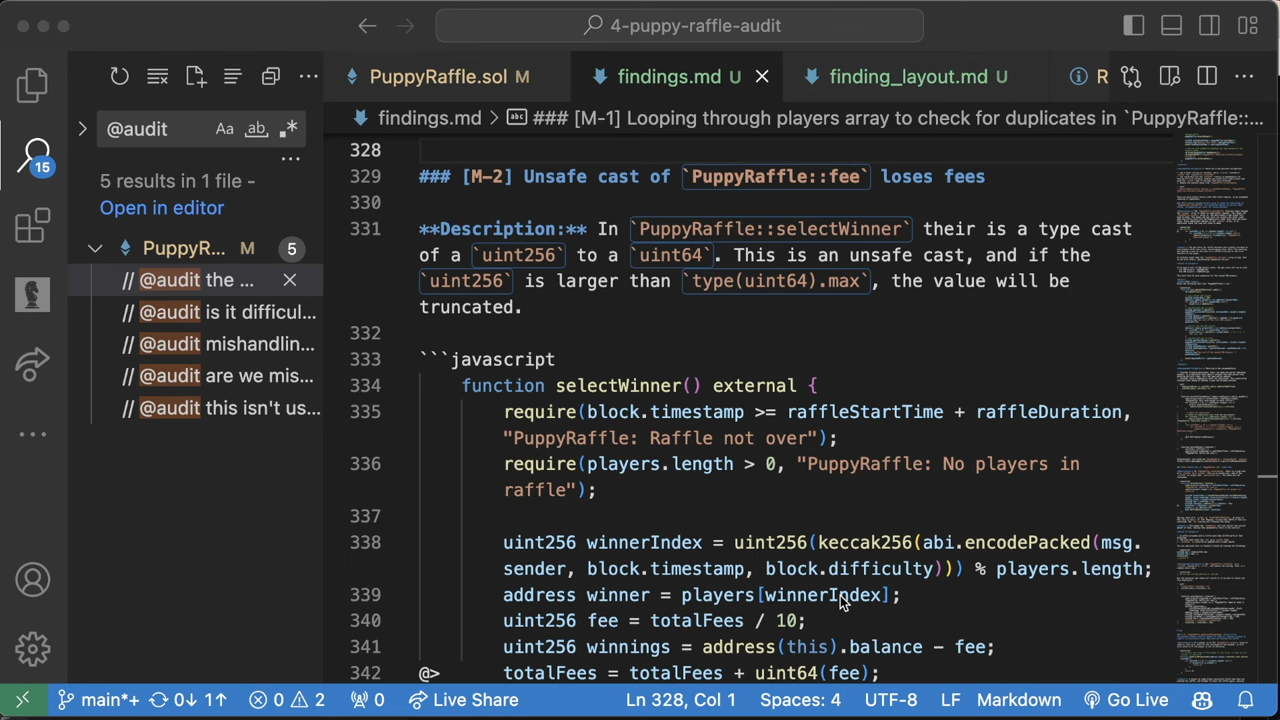 4-puppy-raffle-audit
PuppyRaffle.sol M
findings.md U
finding_layout.md U
R
@audit
Aa
ab
findings.md > ### [M-1] Looping through players array to check for duplicates in `PuppyRaffle::...
15
5 results in 1 file -
Open in editor
PuppyR... M 5
// @audit the ...
// @audit is it difficul...
// @audit mishandlin...
// @audit are we mis...
// @audit this isn't us...
328
329 ### [M-2] Unsafe cast of `PuppyRaffle::fee` loses fees
330
331 **Description:** In `PuppyRaffle::selectWinner` their is a type cast
of a `uint256` to a `uint64`. This is an unsafe cast, and if the
`uint256` is larger than `type(uint64).max`, the value will be
truncated.
332
333 ```javascript
334 function selectWinner() external {
335 require(block.timestamp >= raffleStartTime + raffleDuration,
"PuppyRaffle: Raffle not over");
336 require(players.length > 0, "PuppyRaffle: No players in
raffle");
337
338 uint256 winnerIndex = uint256(keccak256(abi.encodePacked(msg.
sender, block.timestamp, block.difficulty))) % players.length;
339 address winner = players[winnerIndex];
340 uint256 fee = totalFees / 10;
341 uint256 winnings = address(this).balance - fee;
342 @> totalFees = totalFees + uint64(fee);
main*+ 0↓ 1↑ 0 2 0 Live Share Ln 328, Col 1 Spaces: 4 UTF-8 LF Markdown Go Live